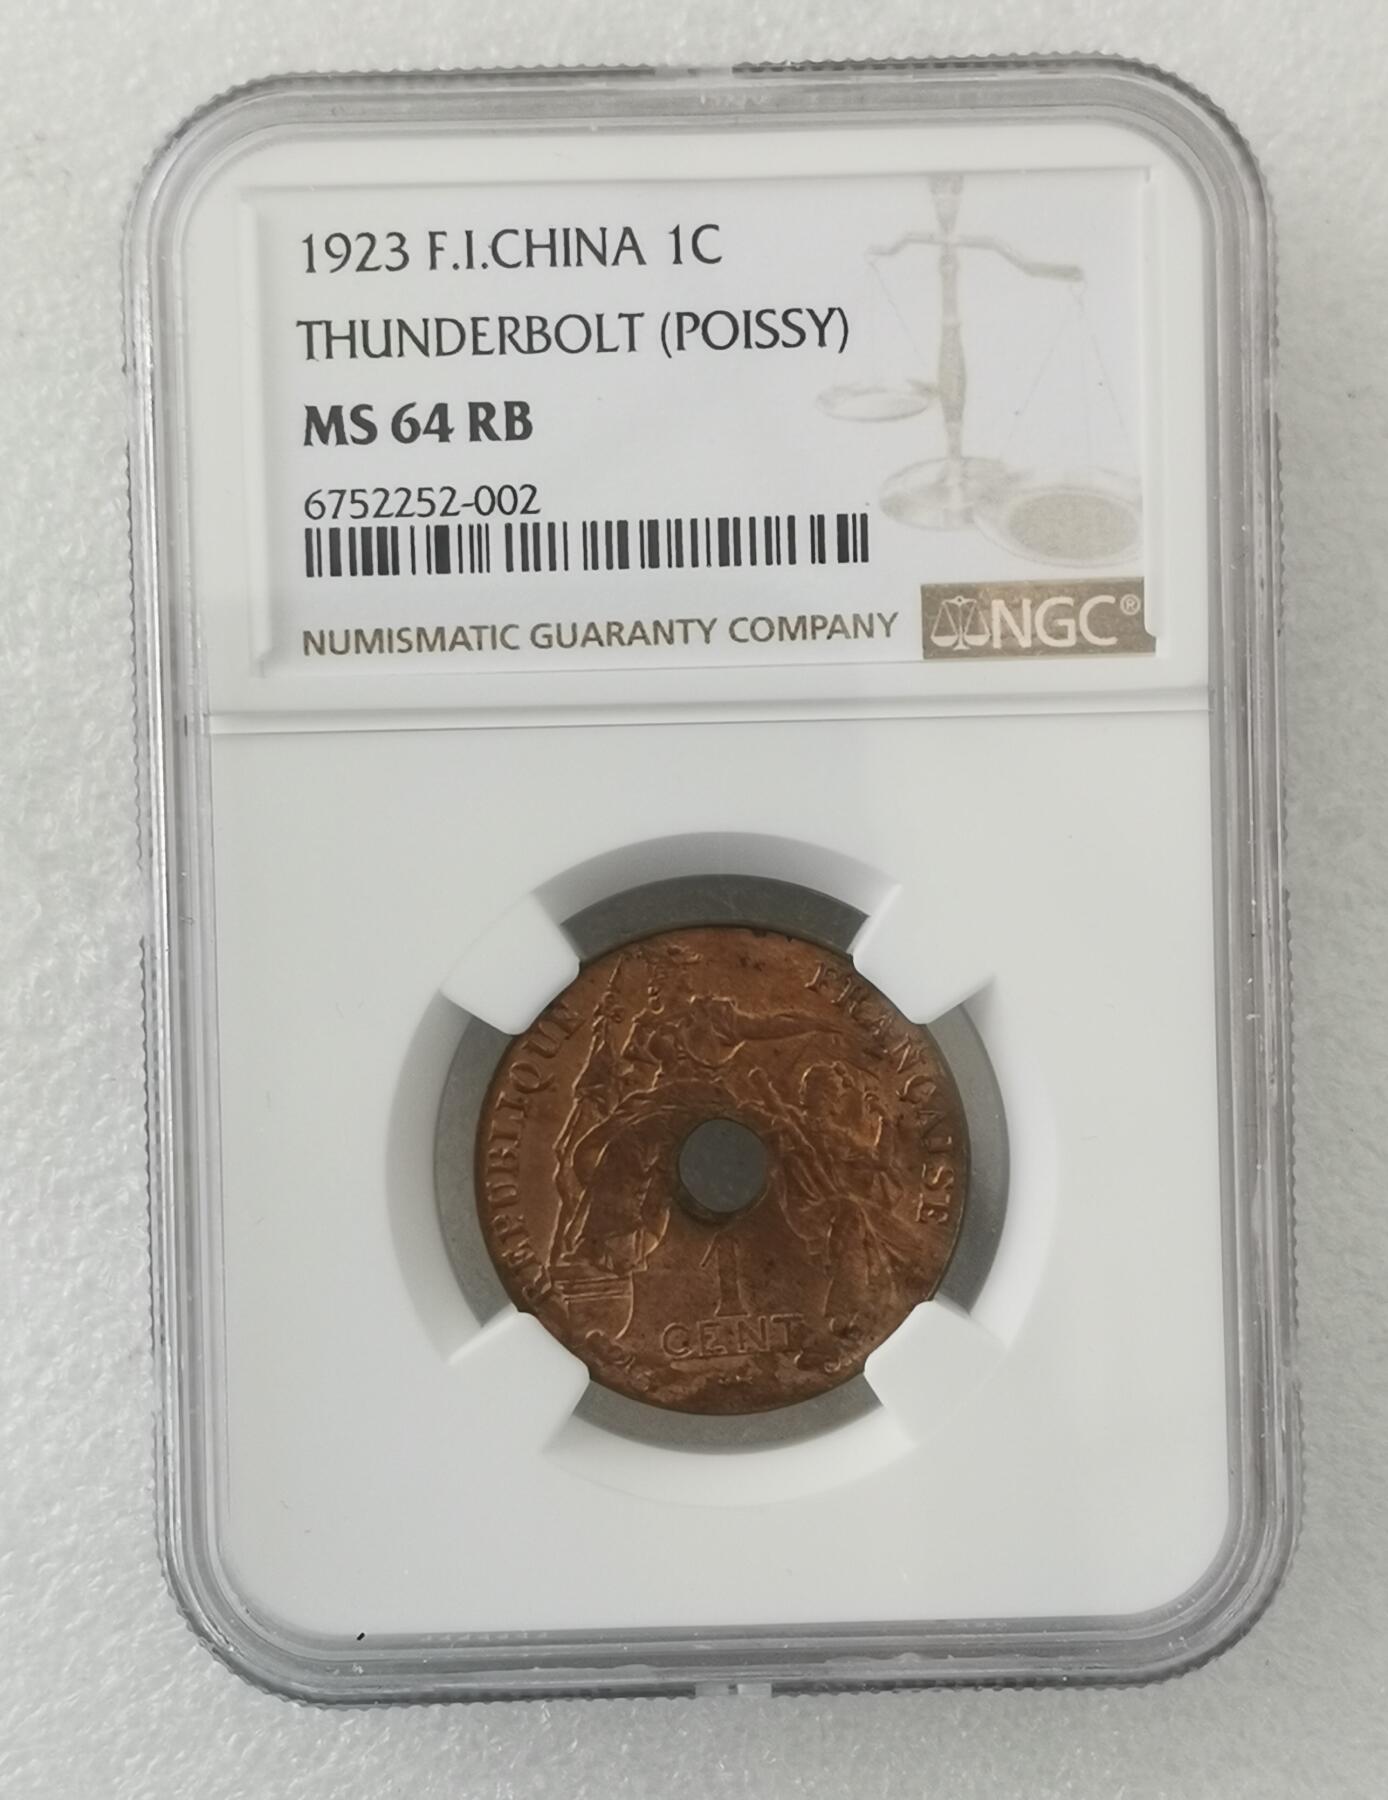 1923 F.I.CHINA 1C
THUNDERBOLT (POISSY)
MS 64 RB
6752252-002
NUMISMATIC GUARANTY COMPANY
NGC®
REPUBLIQUE FRANÇAISE
1
CENT